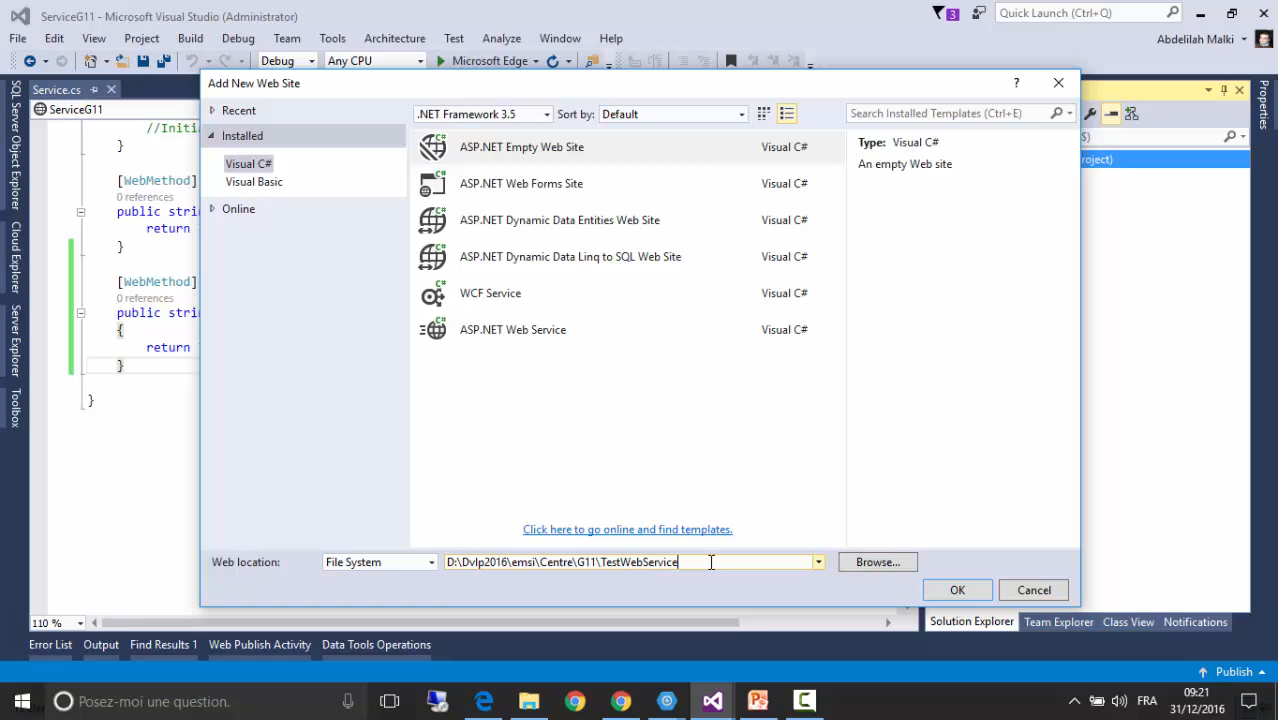 ServiceG11 - Microsoft Visual Studio (Administrator)
3
Quick Launch (Ctrl+Q)
File Edit View Project Build Debug Team Tools Architecture Test Analyze Window Help
Abdelilah Malki
Debug Any CPU Microsoft Edge
Service.cs
ServiceG11
}
[WebMethod]
0 references
}
[WebMethod]
0 references
{
return
}
}
SQL Server Object Explorer
Cloud Explorer
Server Explorer
Toolbox
Add New Web Site
?
Recent
Installed
Visual C#
Visual Basic
Online
.NET Framework 3.5 Sort by: Default
Search Installed Templates (Ctrl+E)
ASP.NET Empty Web Site Visual C#
ASP.NET Web Forms Site Visual C#
ASP.NET Dynamic Data Entities Web Site Visual C#
ASP.NET Dynamic Data Linq to SQL Web Site Visual C#
WCF Service Visual C#
ASP.NET Web Service Visual C#
Type: Visual C#
An empty Web site
Click here to go online and find templates.
Web location: File System D:\Dvlp2016\emsi\Centre\G11\TestWebService Browse...
OK Cancel
Properties
110 %
Solution Explorer Team Explorer Class View Notifications
Error List Output Find Results 1 Web Publish Activity Data Tools Operations
Publish
Posez-moi une question.
FRA
09:21
31/12/2016